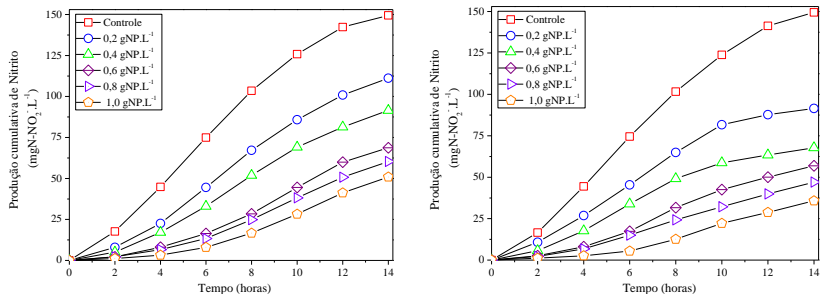 150
125
100
75
50
25
0
Produção cumulativa de Nitrito
(mgN-NO₂⁻.L⁻¹)
Controle
0,2 gNP.L⁻¹
0,4 gNP.L⁻¹
0,6 gNP.L⁻¹
0,8 gNP.L⁻¹
1,0 gNP.L⁻¹
0 2 4 6 8 10 12 14
Tempo (horas)
150
125
100
75
50
25
0
Produção cumulativa de Nitrito
(mgN-NO₂⁻.L⁻¹)
Controle
0,2 gNP.L⁻¹
0,4 gNP.L⁻¹
0,6 gNP.L⁻¹
0,8 gNP.L⁻¹
1,0 gNP.L⁻¹
0 2 4 6 8 10 12 14
Tempo (horas)